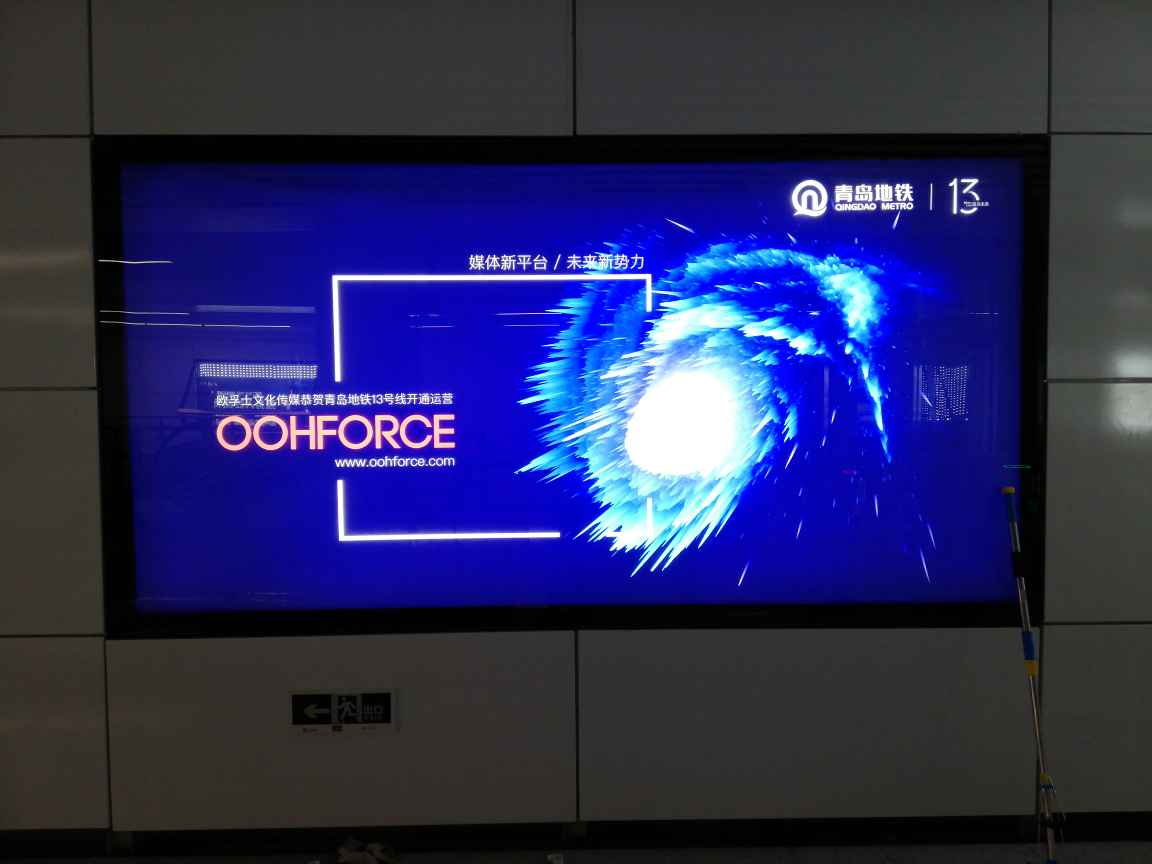 青岛地铁
QINGDAO METRO
13
媒体新平台 / 未来新势力
欧孚士文化传媒恭贺青岛地铁13号线开通运营
OOHFORCE
www.oohforce.com
出口